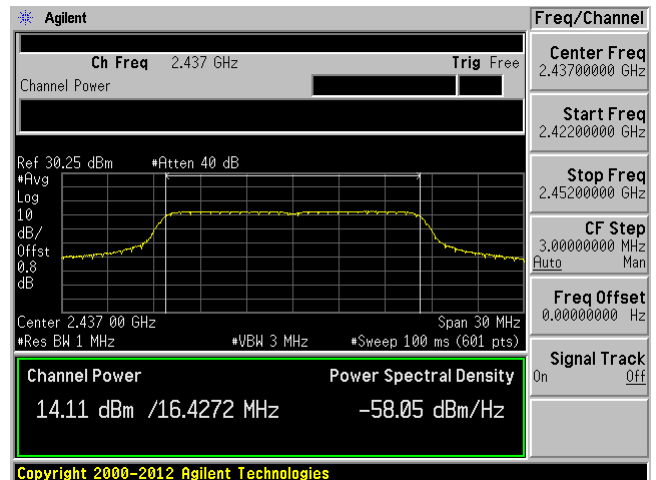 Agilent
Freq/Channel
Ch Freq 2.437 GHz Trig Free
Channel Power
Center Freq
2.43700000 GHz
Start Freq
2.42200000 GHz
Stop Freq
2.45200000 GHz
CF Step
3.00000000 MHz
Auto Man
Freq Offset
0.00000000 Hz
Signal Track
On Off
Ref 30.25 dBm #Atten 40 dB
#Avg
Log
10
dB/
Offst
0.8
dB
Center 2.437 00 GHz Span 30 MHz
#Res BW 1 MHz #VBW 3 MHz #Sweep 100 ms (601 pts)
Channel Power Power Spectral Density
14.11 dBm /16.4272 MHz -58.05 dBm/Hz
Copyright 2000-2012 Agilent Technologies